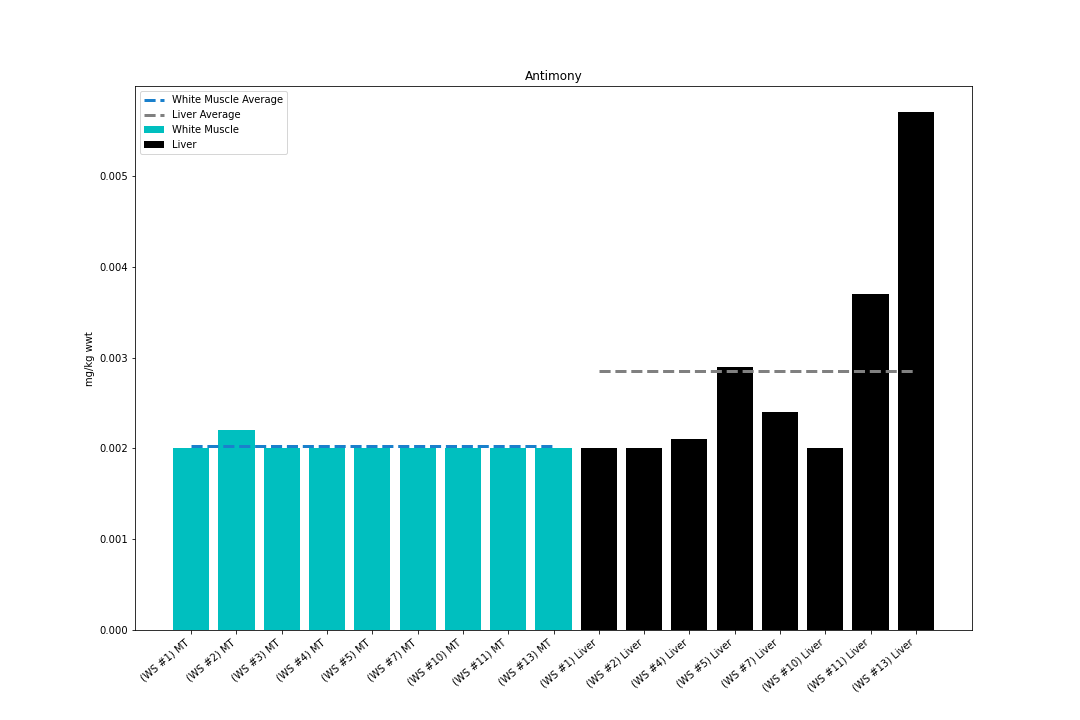 Antimony
White Muscle Average
Liver Average
White Muscle
Liver
0.005
0.004
0.003
0.002
0.001
0.000
mg/kg wwt
(WS #1) MT
(WS #2) MT
(WS #3) MT
(WS #4) MT
(WS #5) MT
(WS #7) MT
(WS #10) MT
(WS #11) MT
(WS #13) MT
(WS #1) Liver
(WS #2) Liver
(WS #4) Liver
(WS #5) Liver
(WS #7) Liver
(WS #10) Liver
(WS #11) Liver
(WS #13) Liver